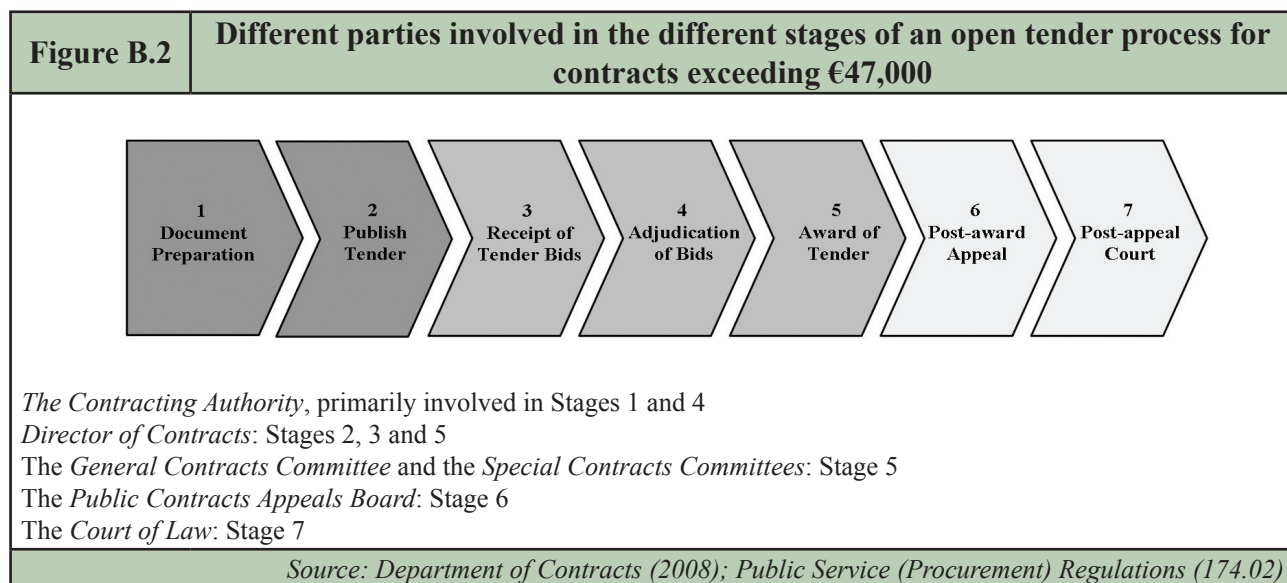 Figure B.2
Different parties involved in the different stages of an open tender process for
contracts exceeding €47,000
1
Document
Preparation
2
Publish
Tender
3
Receipt of
Tender Bids
4
Adjudication
of Bids
5
Award of
Tender
6
Post-award
Appeal
7
Post-appeal
Court
The Contracting Authority, primarily involved in Stages 1 and 4
Director of Contracts: Stages 2, 3 and 5
The General Contracts Committee and the Special Contracts Committees: Stage 5
The Public Contracts Appeals Board: Stage 6
The Court of Law: Stage 7
Source: Department of Contracts (2008); Public Service (Procurement) Regulations (174.02)